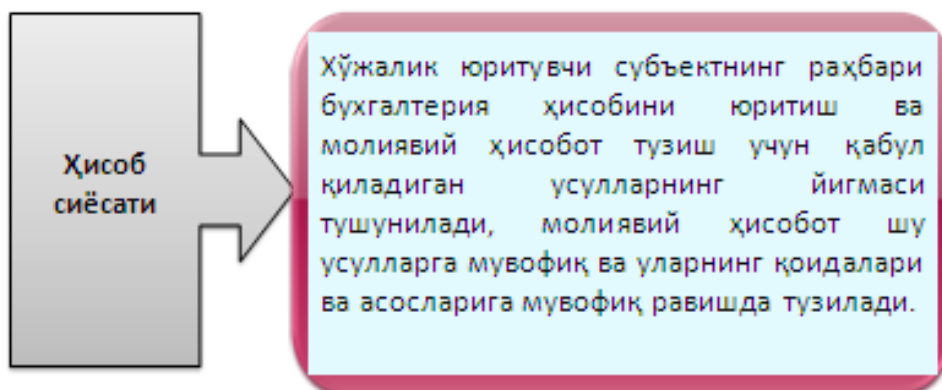 Ҳисоб
сиёсати
Хўжалик юритувчи субъектнинг раҳбари
бухгалтерия ҳисобини юритиш ва
молиявий ҳисобот тузиш учун қабул
қиладиган усулларнинг йигмаси
тушунилади, молиявий ҳисобот шу
усулларга мувофиқ ва уларнинг қоидалари
ва асосларига мувофиқ равишда тузилади.